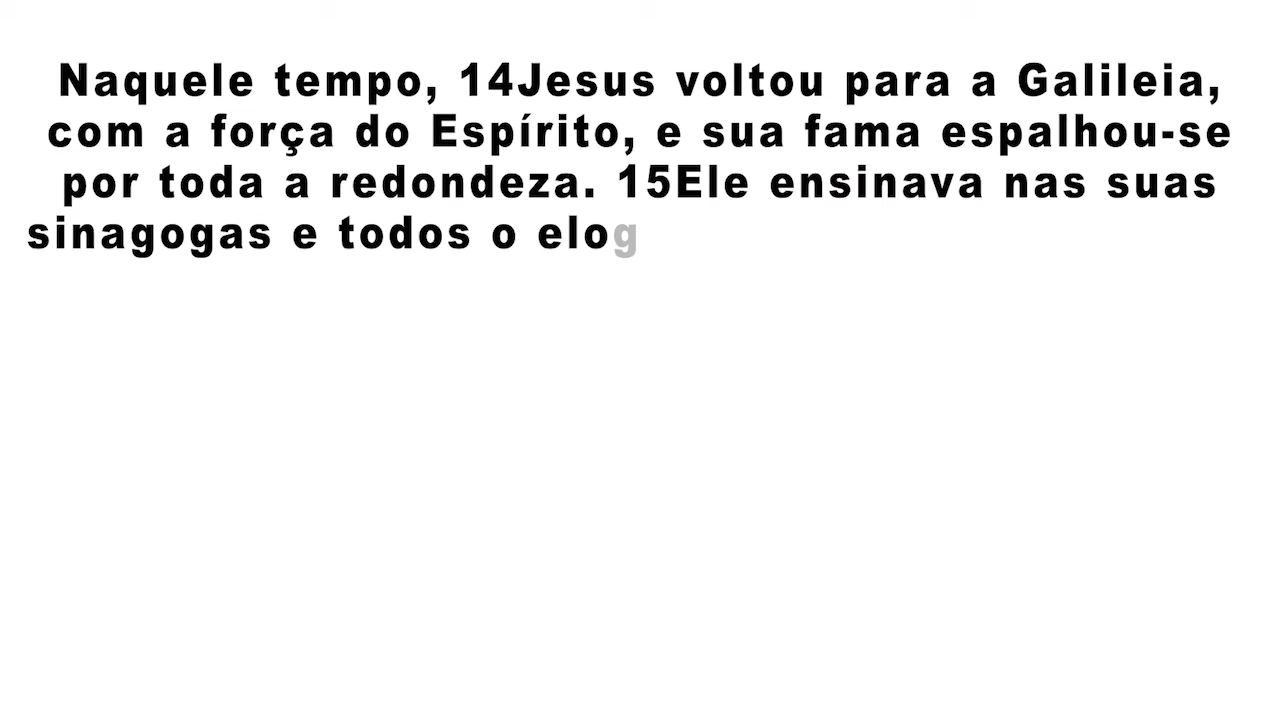 Naquele tempo, 14Jesus voltou para a Galileia,
com a força do Espírito, e sua fama espalhou-se
por toda a redondeza. 15Ele ensinava nas suas
sinagogas e todos o elog